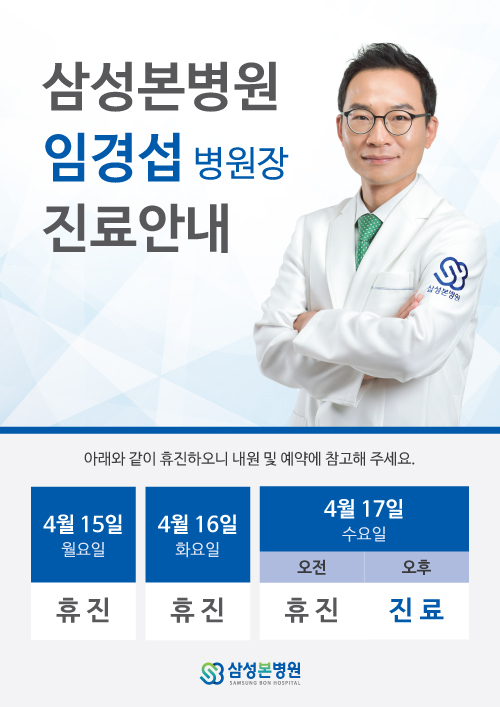 삼성본병원
임경섭 병원장
진료안내
삼성본병원
아래와 같이 휴진하오니 내원 및 예약에 참고해 주세요.
4월 15일
월요일
휴진
4월 16일
화요일
휴진
4월 17일
수요일
오전 오후
휴진 진료
삼성본병원
SAMSUNG BON HOSPITAL